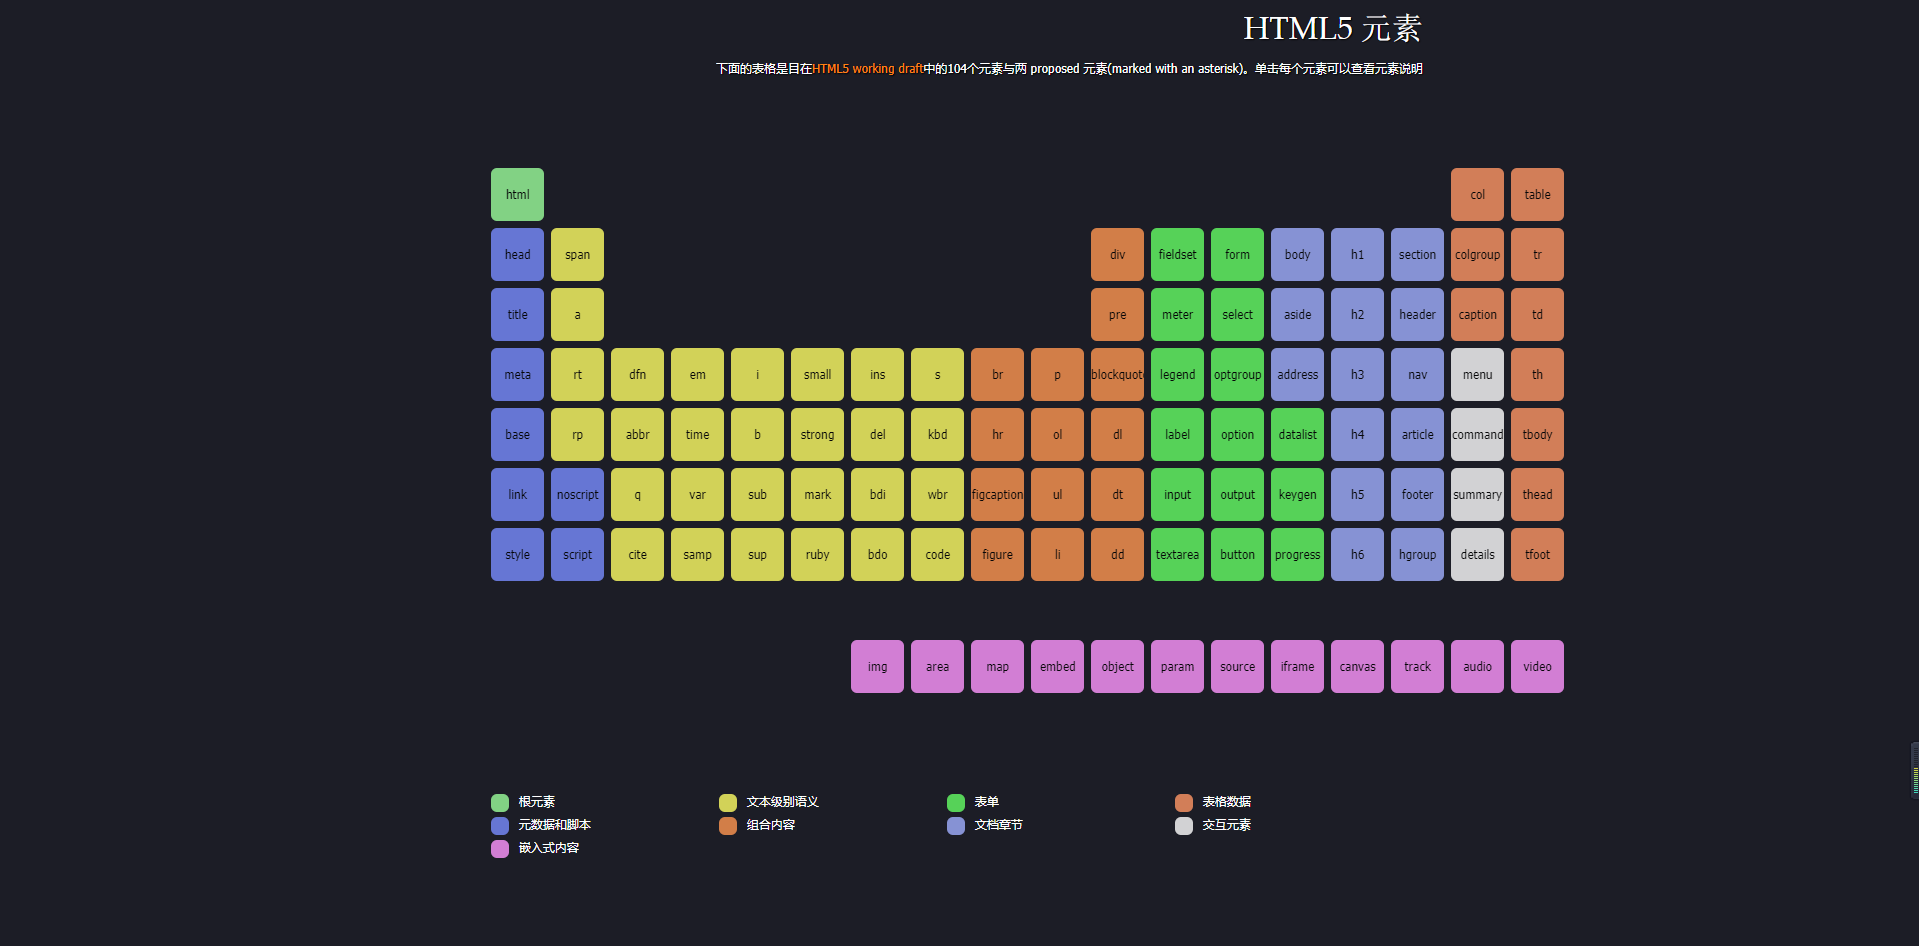 HTML5 元素
下面的表格是目在HTML5 working draft中的104个元素与两 proposed 元素(marked with an asterisk)。单击每个元素可以查看元素说明
html col table
head span div fieldset form body h1 section colgroup tr
title a pre meter select aside h2 header caption td
meta rt dfn em i small ins s br p blockquote legend optgroup address h3 nav menu th
base rp abbr time b strong del kbd hr ol dl label option datalist h4 article command tbody
link noscript q var sub mark bdi wbr figcaption ul dt input output keygen h5 footer summary thead
style script cite samp sup ruby bdo code figure li dd textarea button progress h6 hgroup details tfoot
img area map embed object param source iframe canvas track audio video
根元素 文本级别语义 表单 表格数据
元数据和脚本 组合内容 文档章节 交互元素
嵌入式内容